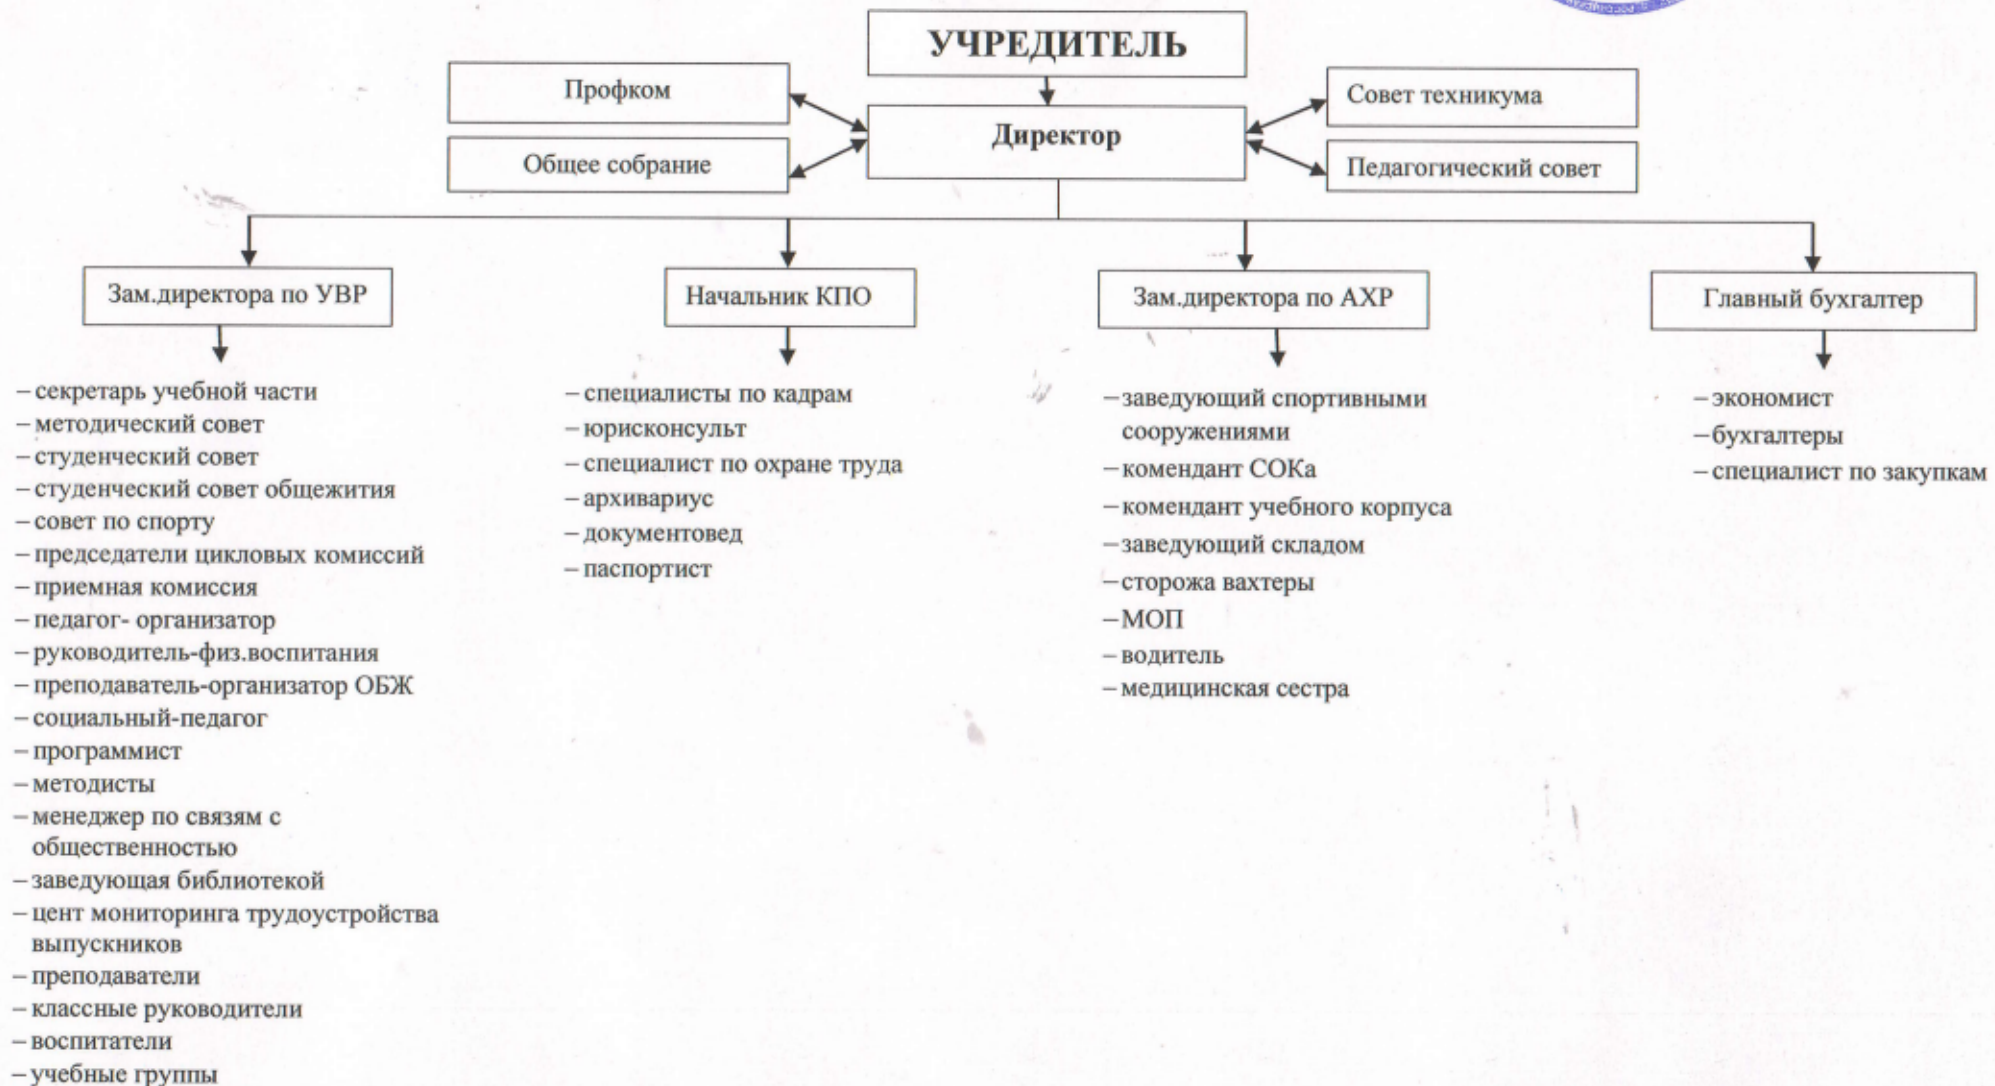 УЧРЕДИТЕЛЬ
Профком
Совет техникума
Директор
Общее собрание
Педагогический совет
Зам.директора по УВР
Начальник КПО
Зам.директора по АХР
Главный бухгалтер
– секретарь учебной части
– методический совет
– студенческий совет
– студенческий совет общежития
– совет по спорту
– председатели цикловых комиссий
– приемная комиссия
– педагог- организатор
– руководитель-физ.воспитания
– преподаватель-организатор ОБЖ
– социальный-педагог
– программист
– методисты
– менеджер по связям с
общественностью
– заведующая библиотекой
– цент мониторинга трудоустройства
выпускников
– преподаватели
– классные руководители
– воспитатели
– учебные группы
– специалисты по кадрам
– юрисконсульт
– специалист по охране труда
– архивариус
– документовед
– паспортист
– заведующий спортивными
сооружениями
– комендант СОКа
– комендант учебного корпуса
– заведующий складом
– сторожа вахтеры
– МОП
– водитель
– медицинская сестра
– экономист
– бухгалтеры
– специалист по закупкам